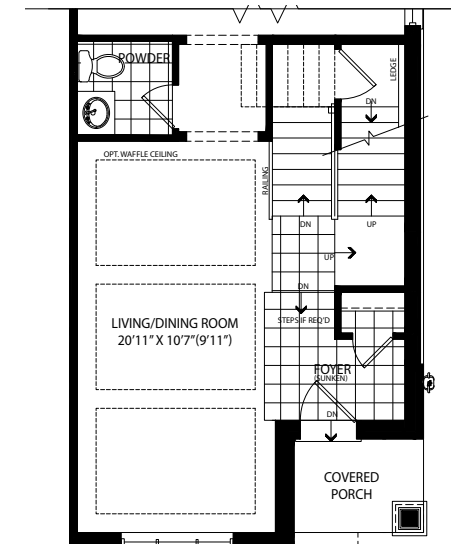 POWDER
LEDGE
DN
OPT. WAFFLE CEILING
RAILING
DN
UP
UP
DN
STEPS IF REQ'D
LIVING/DINING ROOM
20'11" X 10'7"(9'11")
FOYER
(SUNKEN)
DN
COVERED
PORCH